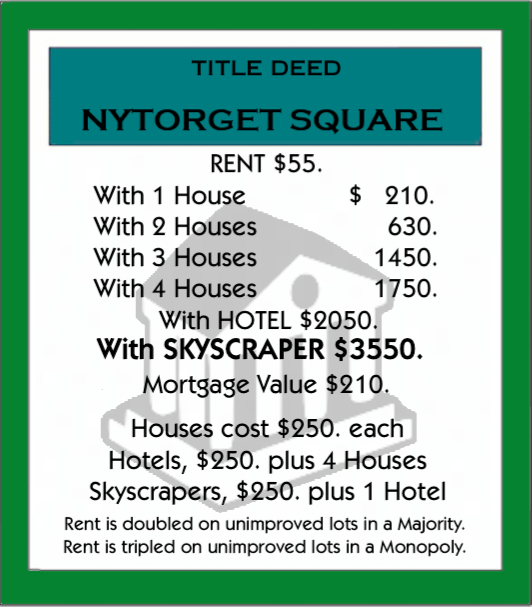 TITLE DEED
NYTORGET SQUARE
RENT $55.
With 1 House $ 210.
With 2 Houses 630.
With 3 Houses 1450.
With 4 Houses 1750.
With HOTEL $2050.
With SKYSCRAPER $3550.
Mortgage Value $210.
Houses cost $250. each
Hotels, $250. plus 4 Houses
Skyscrapers, $250. plus 1 Hotel
Rent is doubled on unimproved lots in a Majority.
Rent is tripled on unimproved lots in a Monopoly.